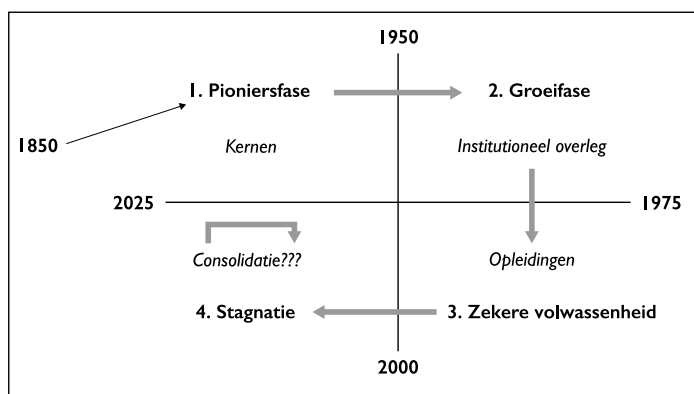 1950
1. Pioniersfase
2. Groeifase
1850
Kernen
Institutioneel overleg
2025
1975
Consolidatie???
Opleidingen
4. Stagnatie
3. Zekere volwassenheid
2000